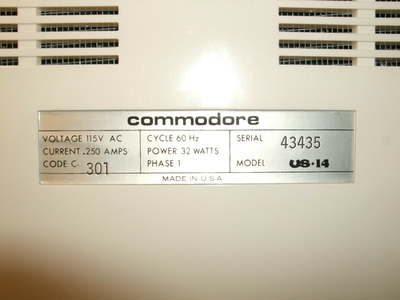 commodore
VOLTAGE 115V AC CYCLE 60 Hz SERIAL 43435
CURRENT .250 AMPS POWER 32 WATTS
CODE C- 301 PHASE 1 MODEL US•14
MADE IN U.S.A